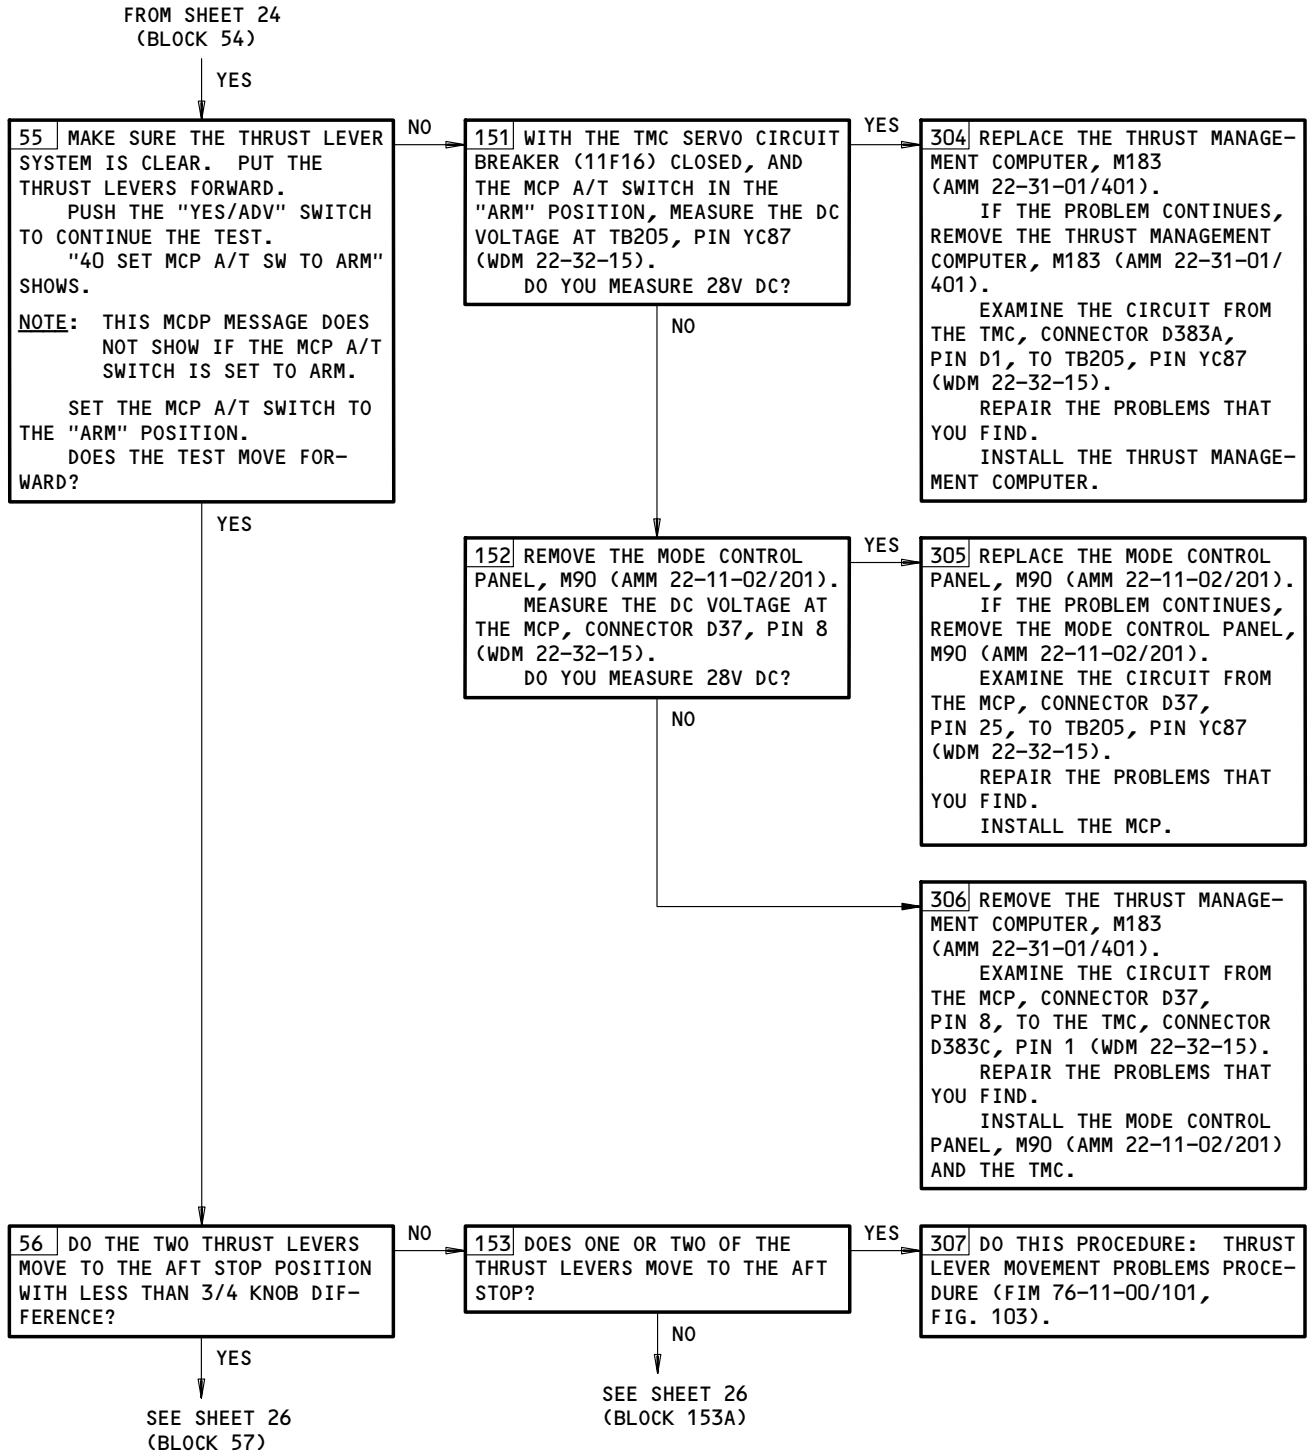 FROM SHEET 24
(BLOCK 54)
YES
55 MAKE SURE THE THRUST LEVER
SYSTEM IS CLEAR. PUT THE
THRUST LEVERS FORWARD.
PUSH THE "YES/ADV" SWITCH
TO CONTINUE THE TEST.
"40 SET MCP A/T SW TO ARM"
SHOWS.
NOTE: THIS MCDP MESSAGE DOES
NOT SHOW IF THE MCP A/T
SWITCH IS SET TO ARM.
SET THE MCP A/T SWITCH TO
THE "ARM" POSITION.
DOES THE TEST MOVE FOR-
WARD?
NO
151 WITH THE TMC SERVO CIRCUIT
BREAKER (11F16) CLOSED, AND
THE MCP A/T SWITCH IN THE
"ARM" POSITION, MEASURE THE DC
VOLTAGE AT TB205, PIN YC87
(WDM 22-32-15).
DO YOU MEASURE 28V DC?
YES
304 REPLACE THE THRUST MANAGE-
MENT COMPUTER, M183
(AMM 22-31-01/401).
IF THE PROBLEM CONTINUES,
REMOVE THE THRUST MANAGEMENT
COMPUTER, M183 (AMM 22-31-01/
401).
EXAMINE THE CIRCUIT FROM
THE TMC, CONNECTOR D383A,
PIN D1, TO TB205, PIN YC87
(WDM 22-32-15).
REPAIR THE PROBLEMS THAT
YOU FIND.
INSTALL THE THRUST MANAGE-
MENT COMPUTER.
NO
YES
152 REMOVE THE MODE CONTROL
PANEL, M90 (AMM 22-11-02/201).
MEASURE THE DC VOLTAGE AT
THE MCP, CONNECTOR D37, PIN 8
(WDM 22-32-15).
DO YOU MEASURE 28V DC?
YES
305 REPLACE THE MODE CONTROL
PANEL, M90 (AMM 22-11-02/201).
IF THE PROBLEM CONTINUES,
REMOVE THE MODE CONTROL PANEL,
M90 (AMM 22-11-02/201).
EXAMINE THE CIRCUIT FROM
THE MCP, CONNECTOR D37,
PIN 25, TO TB205, PIN YC87
(WDM 22-32-15).
REPAIR THE PROBLEMS THAT
YOU FIND.
INSTALL THE MCP.
NO
306 REMOVE THE THRUST MANAGE-
MENT COMPUTER, M183
(AMM 22-31-01/401).
EXAMINE THE CIRCUIT FROM
THE MCP, CONNECTOR D37,
PIN 8, TO THE TMC, CONNECTOR
D383C, PIN 1 (WDM 22-32-15).
REPAIR THE PROBLEMS THAT
YOU FIND.
INSTALL THE MODE CONTROL
PANEL, M90 (AMM 22-11-02/201)
AND THE TMC.
56 DO THE TWO THRUST LEVERS
MOVE TO THE AFT STOP POSITION
WITH LESS THAN 3/4 KNOB DIF-
FERENCE?
NO
153 DOES ONE OR TWO OF THE
THRUST LEVERS MOVE TO THE AFT
STOP?
YES
307 DO THIS PROCEDURE: THRUST
LEVER MOVEMENT PROBLEMS PROCE-
DURE (FIM 76-11-00/101,
FIG. 103).
YES
SEE SHEET 26
(BLOCK 57)
NO
SEE SHEET 26
(BLOCK 153A)